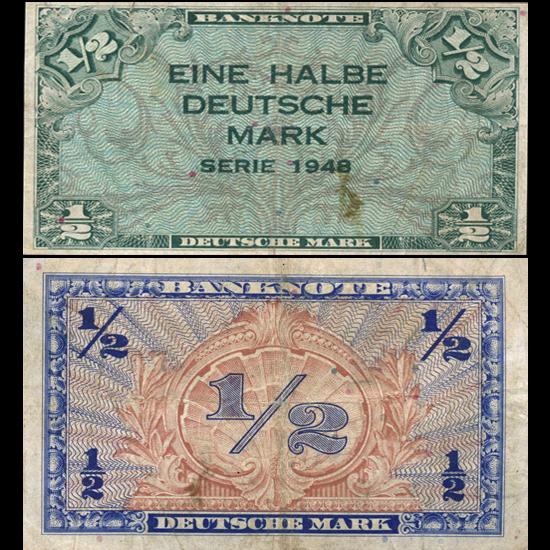 BANKNOTE
1/2 1/2
EINE HALBE
DEUTSCHE
MARK
SERIE 1948
1/2 1/2
DEUTSCHE MARK
BANKNOTE
1/2 1/2
1/2
1/2 1/2
DEUTSCHE MARK